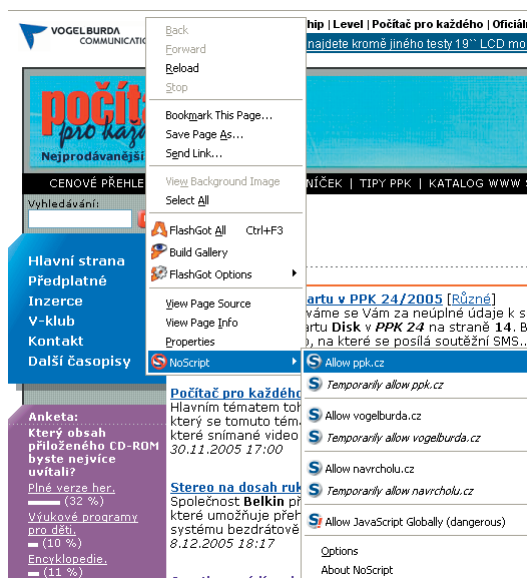 VOGEL BURDA
COMMUNICATIC
hip | Level | Počítač pro každého | Oficiáln
najdete kromě jiného testy 19`` LCD mo
počíta
pro každ
Nejprodávanější
CENOVÉ PŘEHLE
NÍČEK | TIPY PPK | KATALOG WWW S
Vyhledávání:
Hlavní strana
Předplatné
Inzerce
V-klub
Kontakt
Další časopisy
Anketa:
Který obsah
přiloženého CD-ROM
byste nejvíce
uvítali?
Plné verze her.
(32 %)
Výukové programy
pro děti.
(10 %)
Encyklopedie.
(11 %)
Back
Forward
Reload
Stop
Bookmark This Page...
Save Page As...
Send Link...
View Background Image
Select All
FlashGot All Ctrl+F3
Build Gallery
FlashGot Options
View Page Source
View Page Info
Properties
NoScript
Allow ppk.cz
Temporarily allow ppk.cz
Allow vogelburda.cz
Temporarily allow vogelburda.cz
Allow navrcholu.cz
Temporarily allow navrcholu.cz
Allow JavaScript Globally (dangerous)
Options
About NoScript
artu v PPK 24/2005 [Různé]
váme se Vám za neúplné údaje k s
artu Disk v PPK 24 na straně 14. B
o, na které se posílá soutěžní SMS..
Počítač pro každého
Hlavním tématem toh
který se tomuto tém
které snímané video
30.11.2005 17:00
Stereo na dosah ruk
Společnost Belkin př
které umožňuje přeh
systému bezdrátově
8.12.2005 18:17